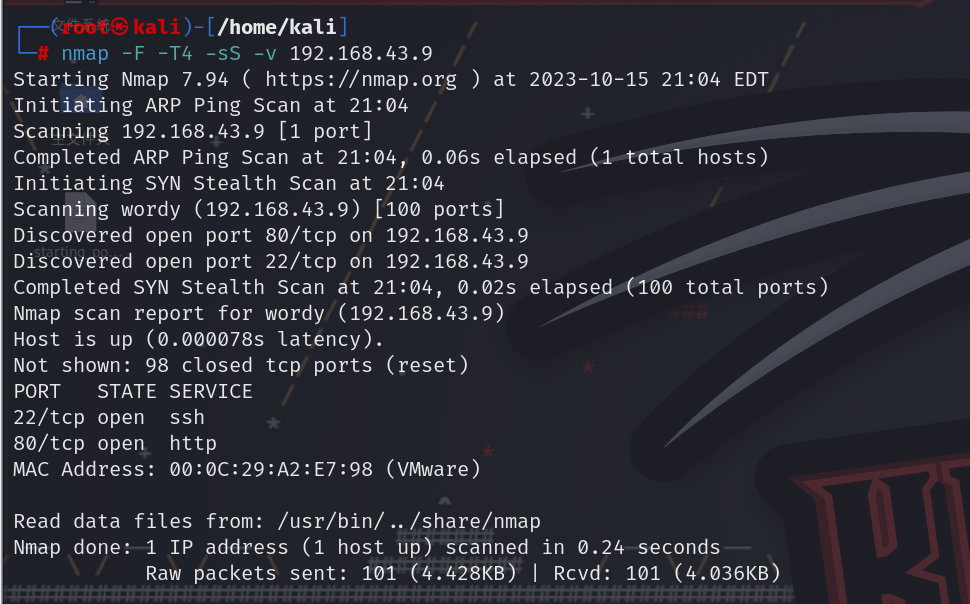 ┌──(root㉿kali)-[/home/kali]
└─# nmap -F -T4 -sS -v 192.168.43.9
Starting Nmap 7.94 ( https://nmap.org ) at 2023-10-15 21:04 EDT
Initiating ARP Ping Scan at 21:04
Scanning 192.168.43.9 [1 port]
Completed ARP Ping Scan at 21:04, 0.06s elapsed (1 total hosts)
Initiating SYN Stealth Scan at 21:04
Scanning wordy (192.168.43.9) [100 ports]
Discovered open port 80/tcp on 192.168.43.9
Discovered open port 22/tcp on 192.168.43.9
Completed SYN Stealth Scan at 21:04, 0.02s elapsed (100 total ports)
Nmap scan report for wordy (192.168.43.9)
Host is up (0.000078s latency).
Not shown: 98 closed tcp ports (reset)
PORT   STATE SERVICE
22/tcp open  ssh
80/tcp open  http
MAC Address: 00:0C:29:A2:E7:98 (VMware)
Read data files from: /usr/bin/../share/nmap
Nmap done: 1 IP address (1 host up) scanned in 0.24 seconds
           Raw packets sent: 101 (4.428KB) | Rcvd: 101 (4.036KB)
文件系统
主文件夹